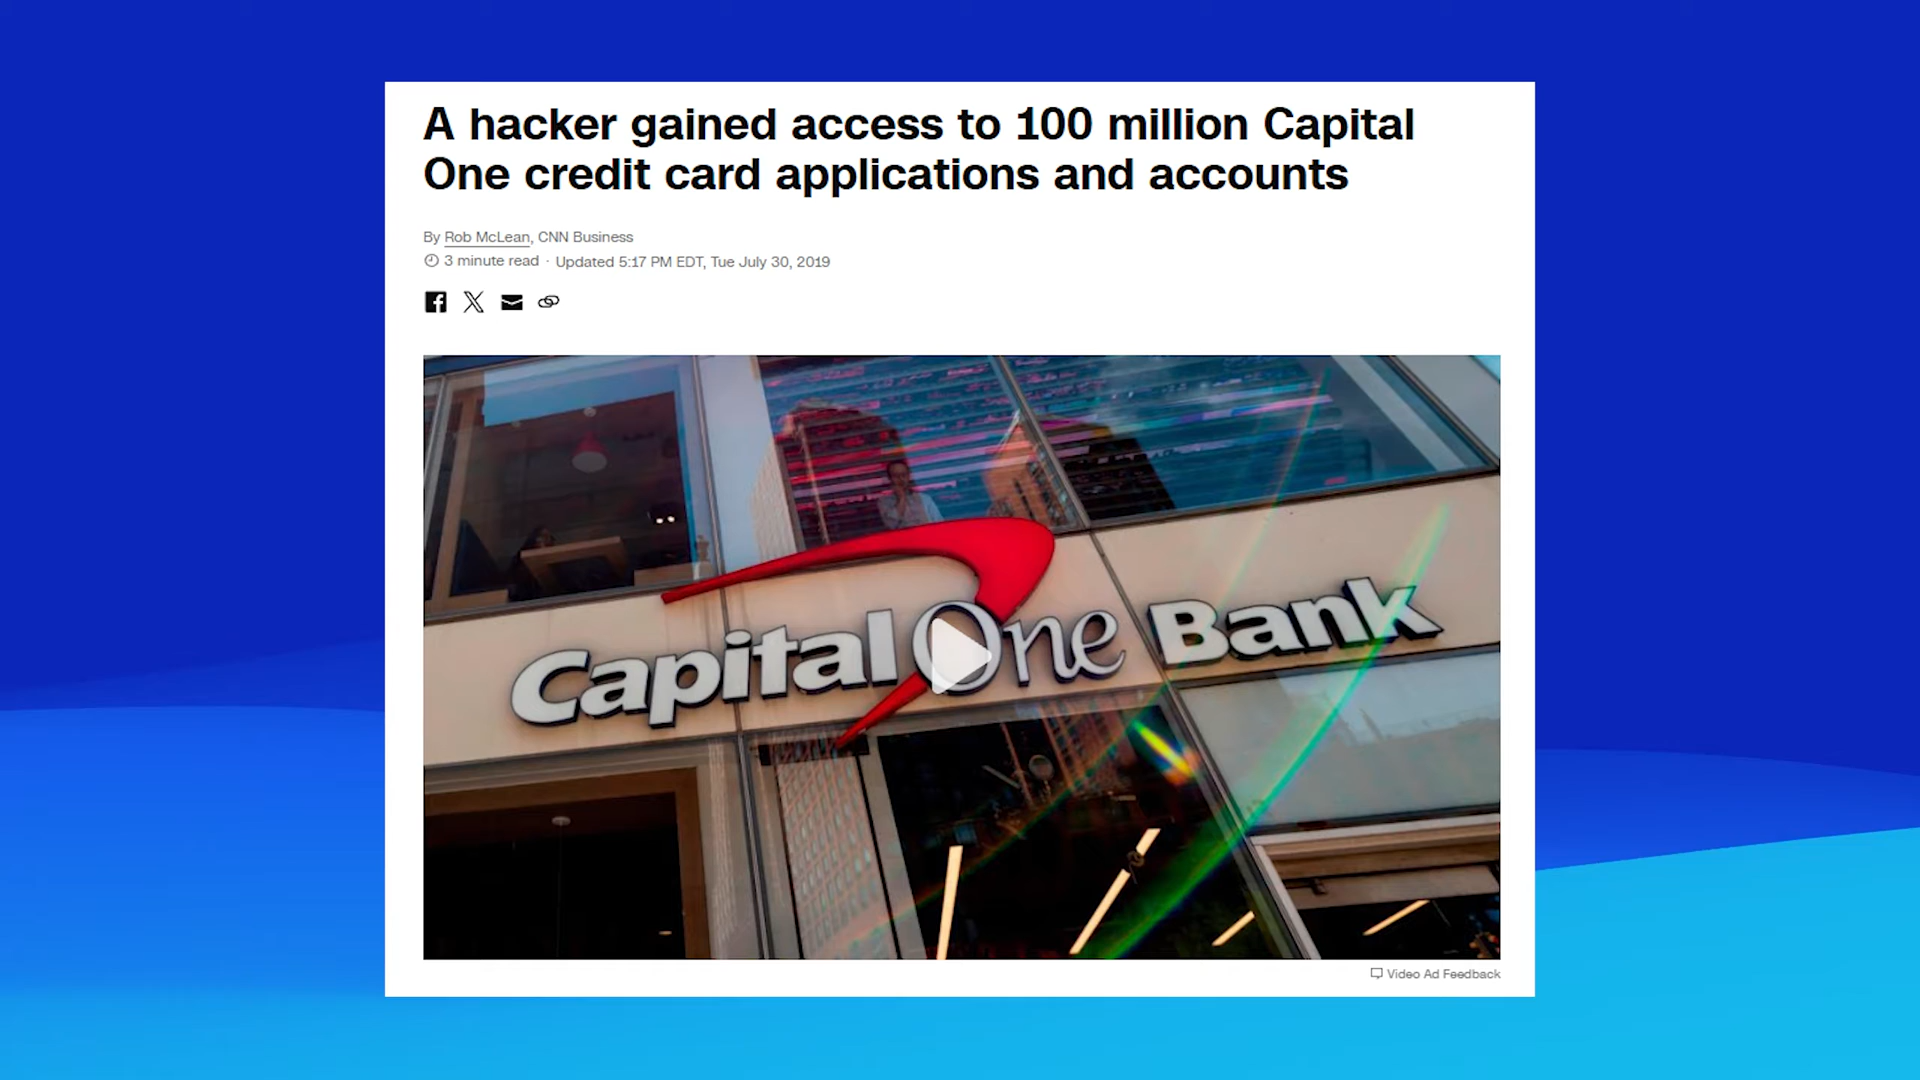 A hacker gained access to 100 million Capital
One credit card applications and accounts
By Rob McLean, CNN Business
3 minute read · Updated 5:17 PM EDT, Tue July 30, 2019
Capital One Bank
Video Ad Feedback